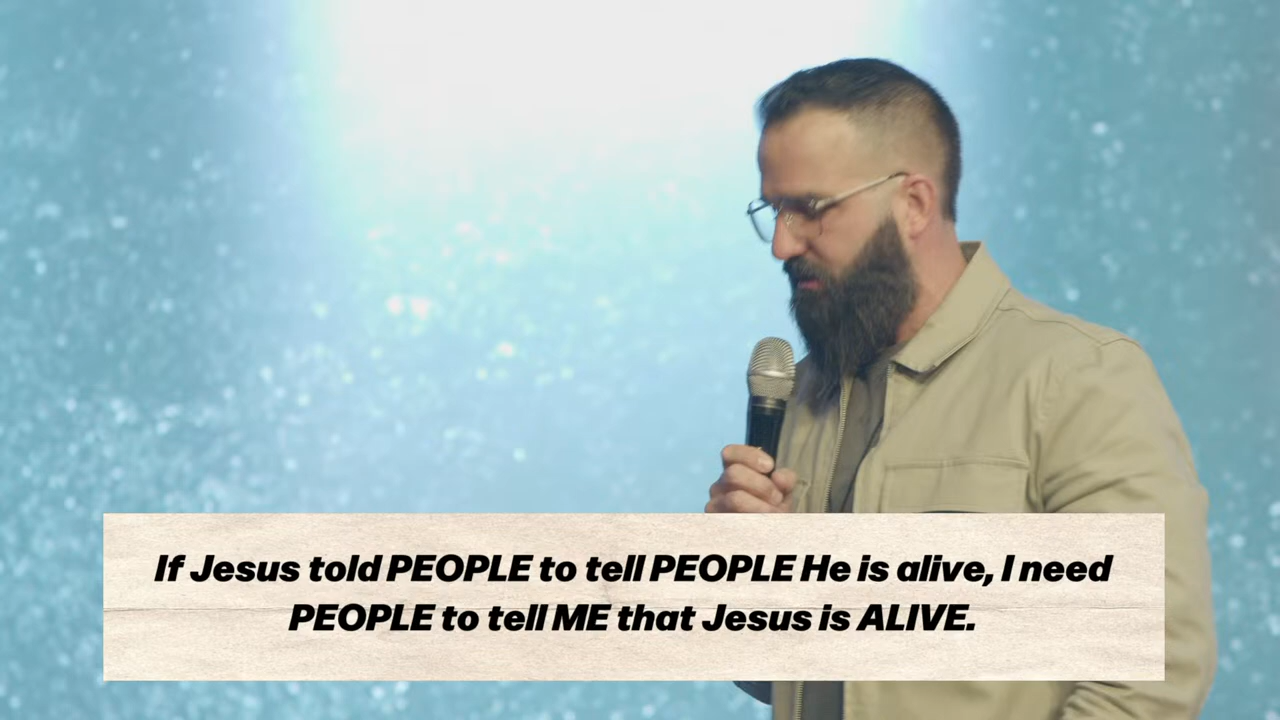 If Jesus told PEOPLE to tell PEOPLE He is alive, I need
PEOPLE to tell ME that Jesus is ALIVE.